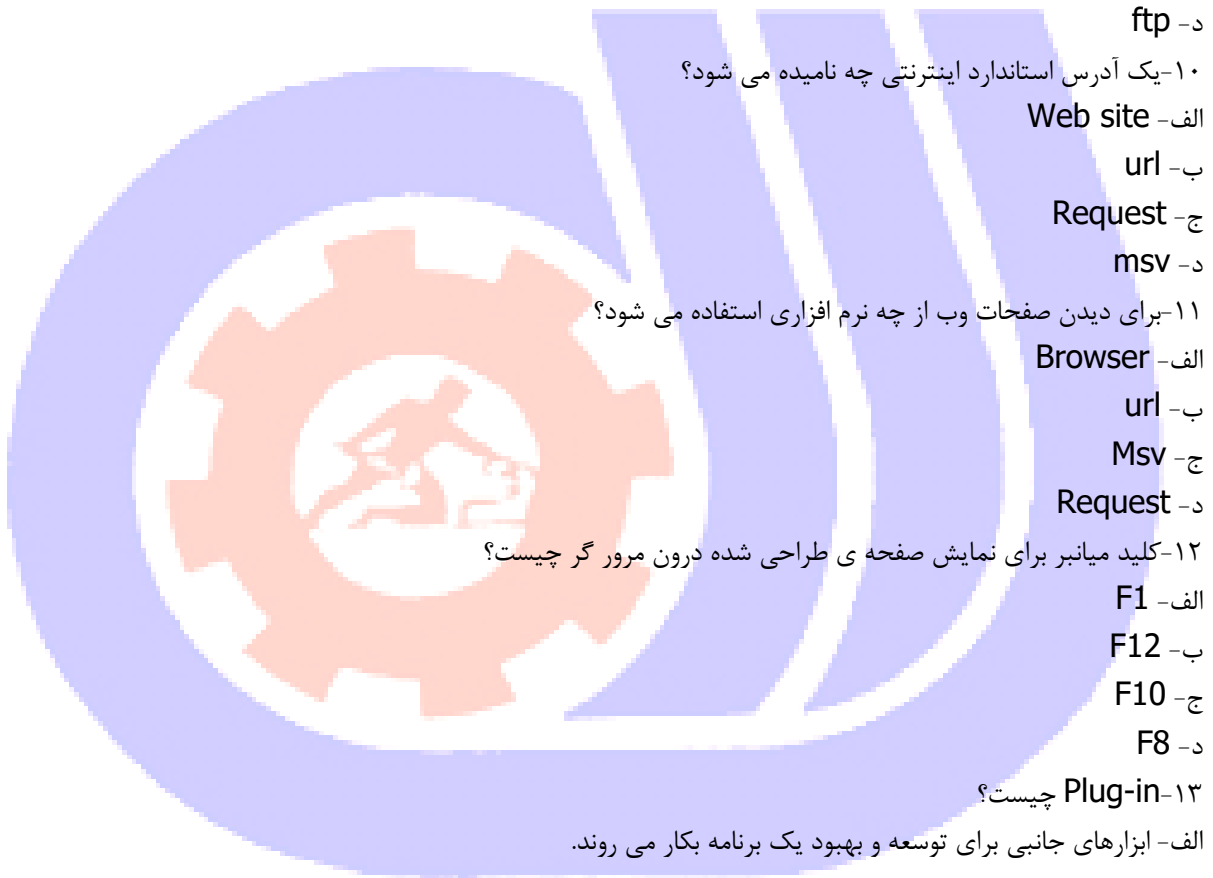 د- ftp
۱۰-یک آدرس استاندارد اینترنتی چه نامیده می شود؟
الف- Web site
ب- url
ج- Request
د- msv
۱۱-برای دیدن صفحات وب از چه نرم افزاری استفاده می شود؟
الف- Browser
ب- url
ج- Msv
د- Request
۱۲-کلید میانبر برای نمایش صفحه ی طراحی شده درون مرور گر چیست؟
الف- F1
ب- F12
ج- F10
د- F8
۱۳-Plug-in چیست؟
الف- ابزارهای جانبی برای توسعه و بهبود یک برنامه بکار می روند.